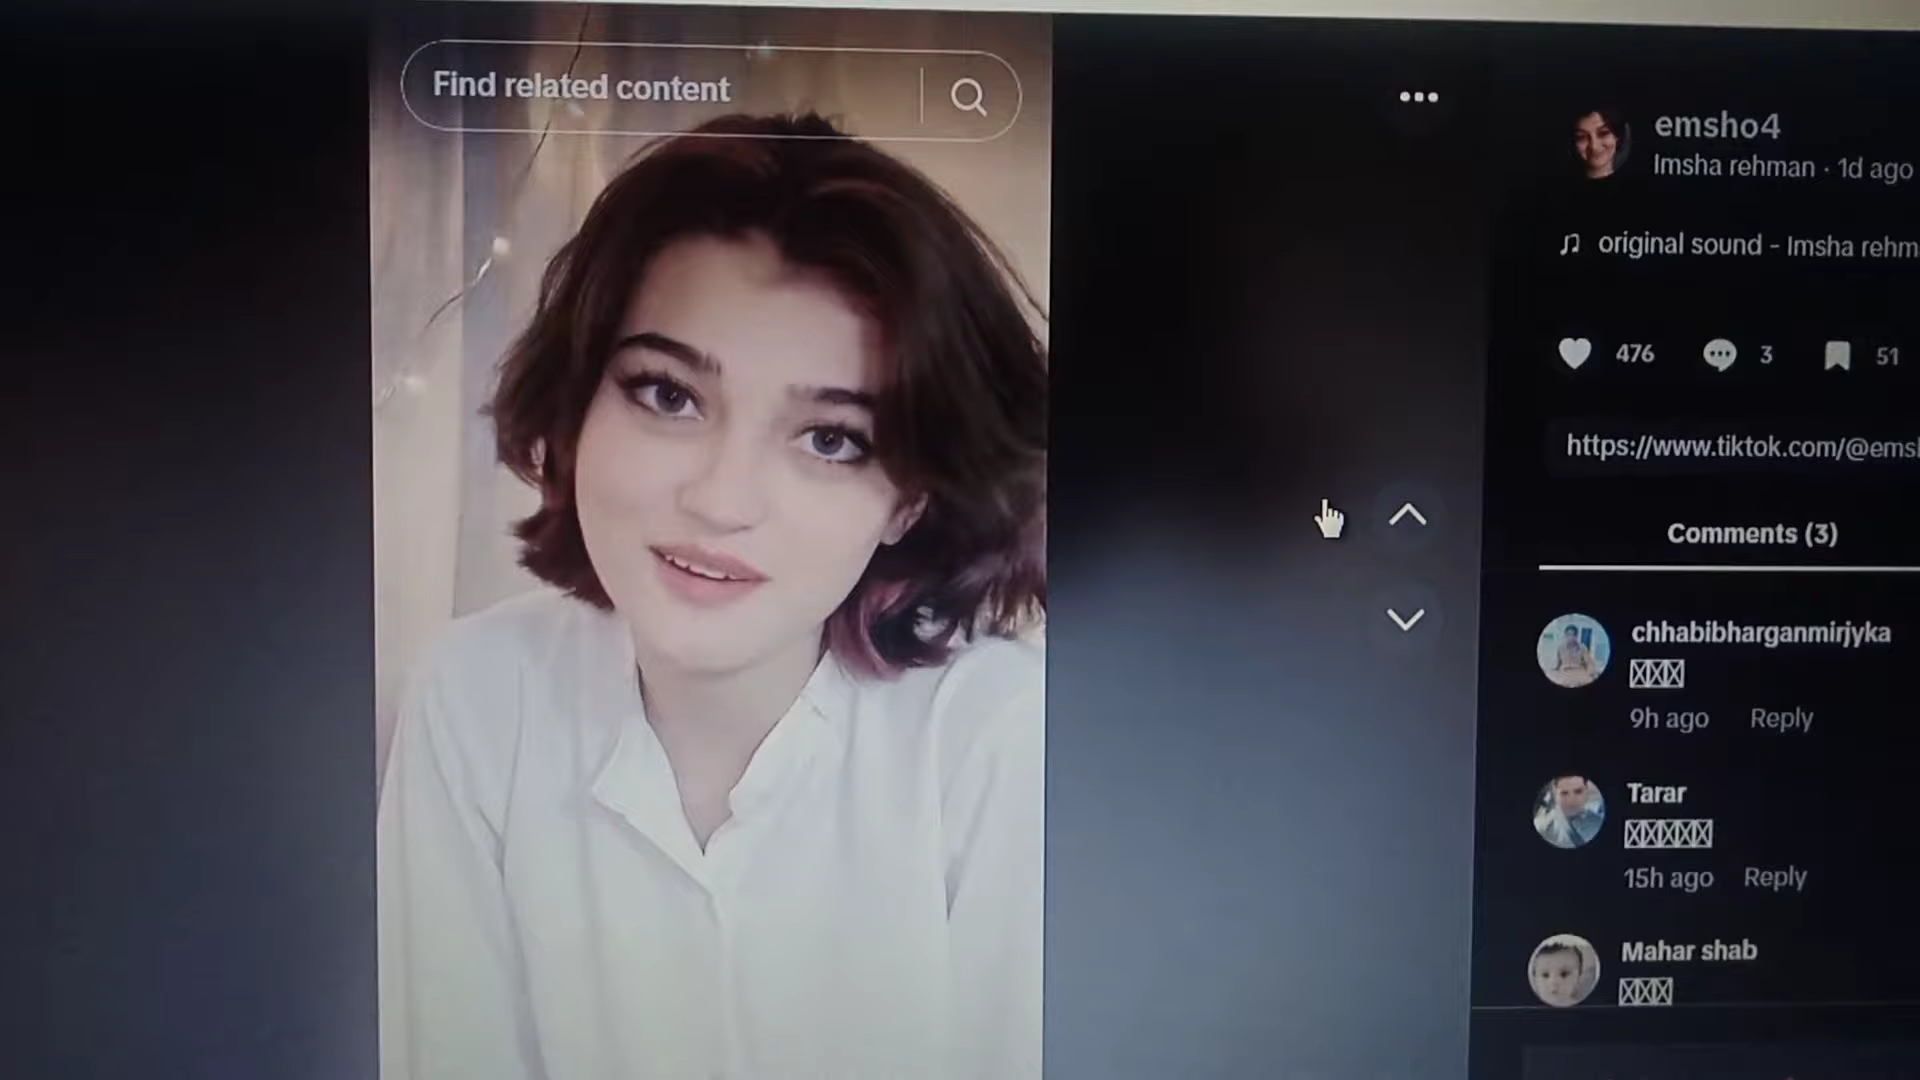 Find related content
emsho4
Imsha rehman · 1d ago
original sound - Imsha rehm
476
3
51
https://www.tiktok.com/@ems
Comments (3)
chhabibharganmirjyka
9h ago Reply
Tarar
15h ago Reply
Mahar shab